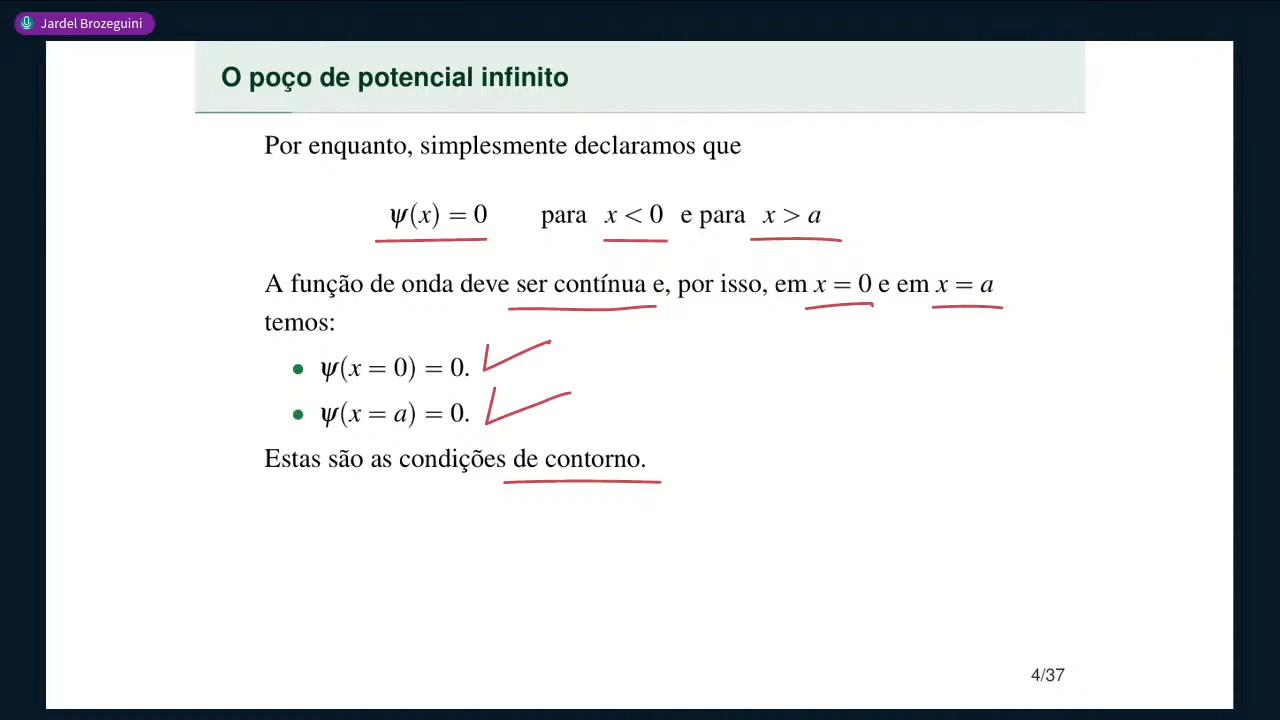 Jardel Brozeguini
O poço de potencial infinito
Por enquanto, simplesmente declaramos que
ψ(x) = 0 para x < 0 e para x > a
A função de onda deve ser contínua e, por isso, em x = 0 e em x = a
temos:
• ψ(x = 0) = 0.
• ψ(x = a) = 0.
Estas são as condições de contorno.
4/37